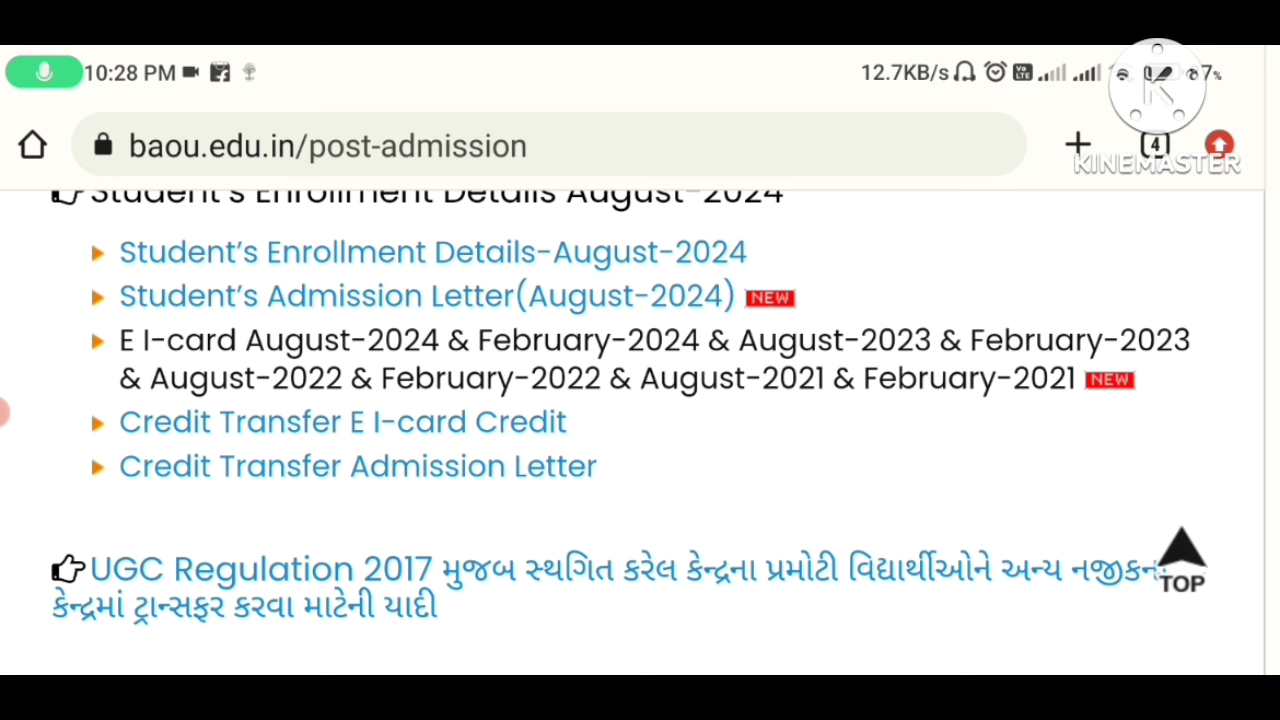 10:28 PM
12.7KB/s
baou.edu.in/post-admission
4
KINEMASTER
Student's Enrollment Details August-2024
Student’s Enrollment Details-August-2024
Student’s Admission Letter(August-2024) NEW
E I-card August-2024 & February-2024 & August-2023 & February-2023
& August-2022 & February-2022 & August-2021 & February-2021 NEW
Credit Transfer E I-card Credit
Credit Transfer Admission Letter
UGC Regulation 2017 મુજબ સ્થગિત કરેલ કેન્દ્રના પ્રમોટી વિદ્યાર્થીઓને અન્ય
કેન્દ્રમાં ટ્રાન્સફર કરવા માટેની યાદી
TOP